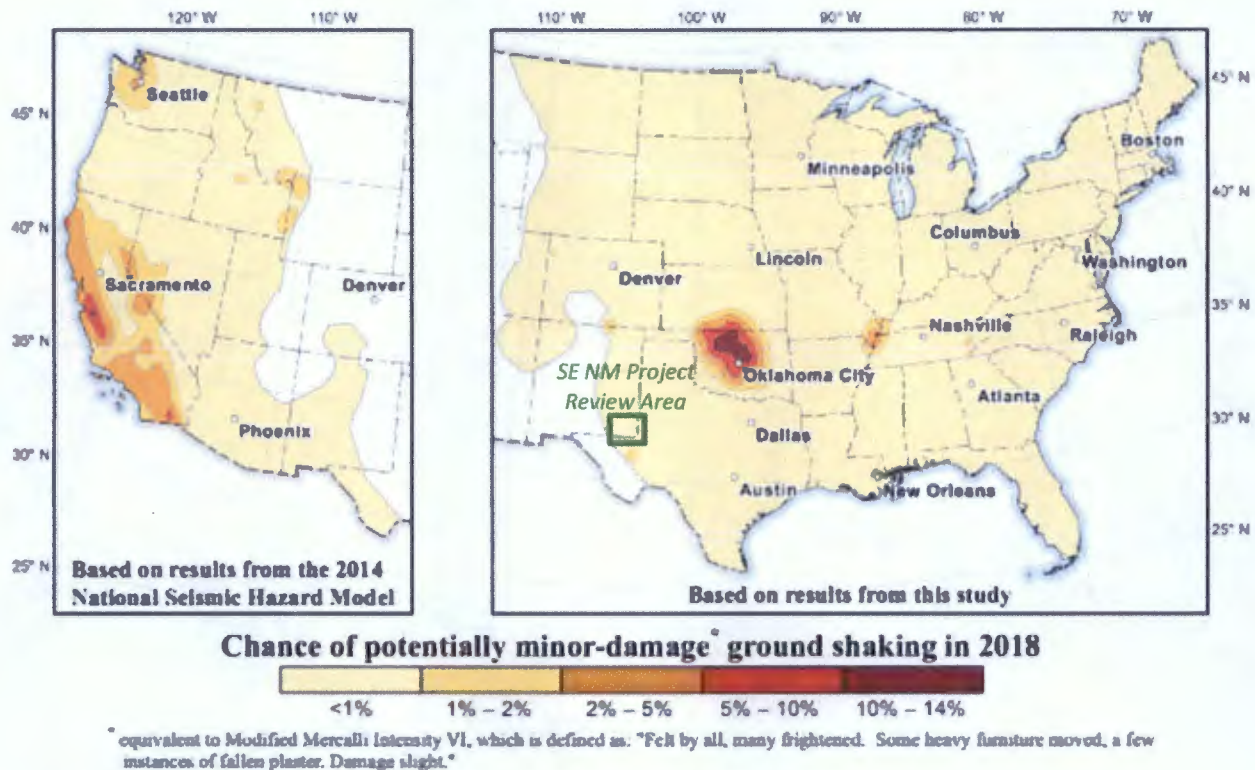 120° W 110° W
110° W 100° W 90° W 80° W 70° W
45° N
40° N
35° N
30° N
25° N
Seattle
Sacramento
Denver
Phoenix
Based on results from the 2014
National Seismic Hazard Model
45° N
40° N
35° N
30° N
25° N
Boston
Minneapolis
Columbus
Lincoln
Washington
Denver
Nashville
Raleigh
SE NM Project
Review Area
Oklahoma City
Atlanta
Dallas
Austin
New Orleans
Based on results from this study
Chance of potentially minor-damage* ground shaking in 2018
<1% 1% – 2% 2% – 5% 5% – 10% 10% – 14%
* equivalent to Modified Mercalli Intensity VI, which is defined as: "Felt by all, many frightened. Some heavy furniture moved, a few
instances of fallen plaster. Damage slight."